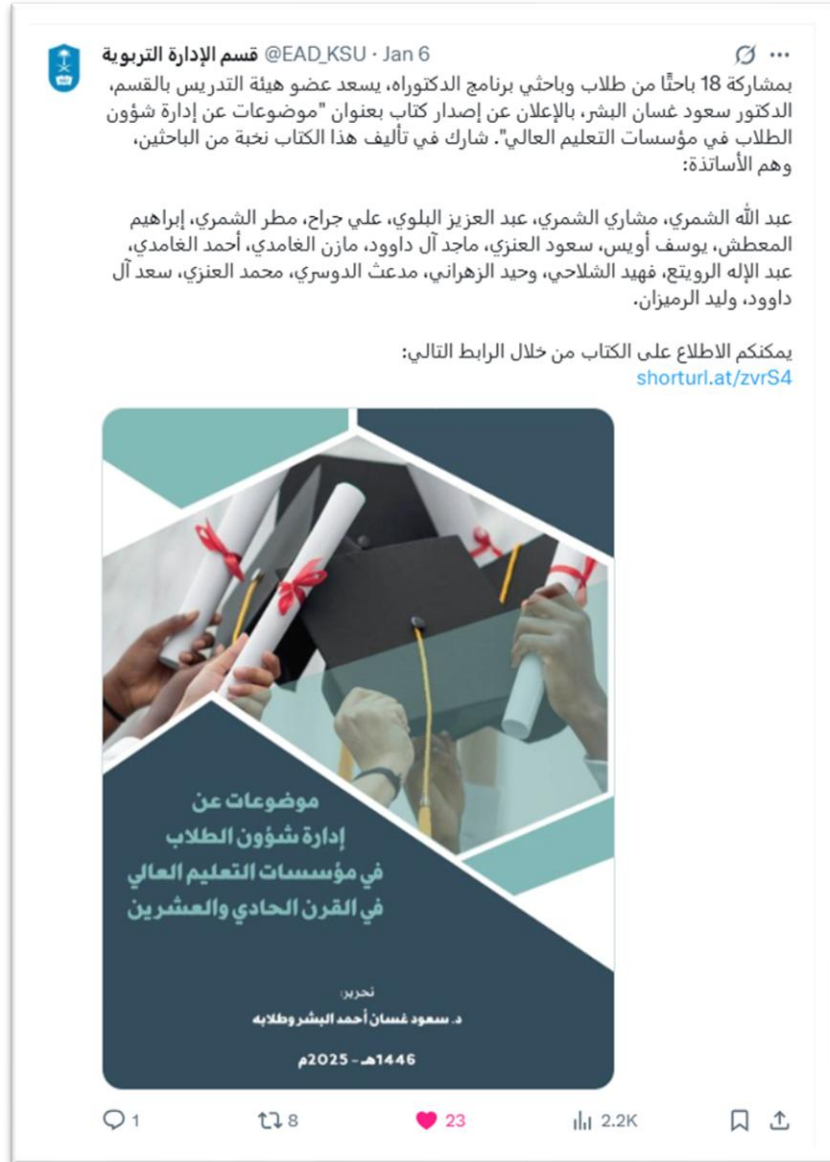 قسم الإدارة التربوية @EAD_KSU · Jan 6
بمشاركة 18 باحثًا من طلاب وباحثي برنامج الدكتوراه، يسعد عضو هيئة التدريس بالقسم،
الدكتور سعود غسان البشر، بالإعلان عن إصدار كتاب بعنوان "موضوعات عن إدارة شؤون
الطلاب في مؤسسات التعليم العالي". شارك في تأليف هذا الكتاب نخبة من الباحثين،
وهم الأساتذة:
عبد الله الشمري، مشاري الشمري، عبد العزيز البلوي، علي جراح، مطر الشمري، إبراهيم
المعطش، يوسف أويس، سعود العنزي، ماجد آل داوود، مازن الغامدي، أحمد الغامدي،
عبد الإله الرويتع، فهيد الشلاحي، وحيد الزهراني، مدعث الدوسري، محمد العنزي، سعد آل
داوود، وليد الرميزان.
يمكنكم الاطلاع على الكتاب من خلال الرابط التالي:
shorturl.at/zvrS4
موضوعات عن
إدارة شؤون الطلاب
في مؤسسات التعليم العالي
في القرن الحادي والعشرين
تحرير:
د. سعود غسان أحمد البشر وطلابه
1446هـ - 2025م
1 8 23 2.2K